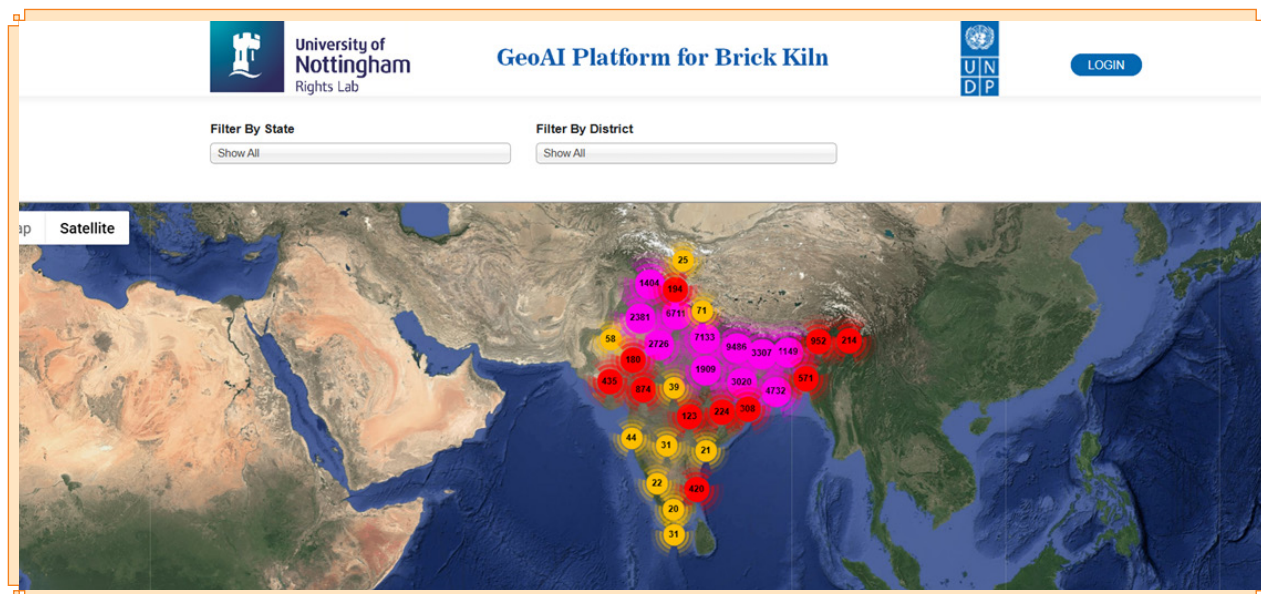 University of
Nottingham
Rights Lab
GeoAI Platform for Brick Kiln
U N
D P
LOGIN
Filter By State
Filter By District
Show All
Show All
ap
Satellite
25
1404
194
2381
6711
71
58
2726
7133
9486
3307
1149
952
214
180
1909
435
874
39
3020
4732
571
123
224
308
44
31
21
22
420
20
31